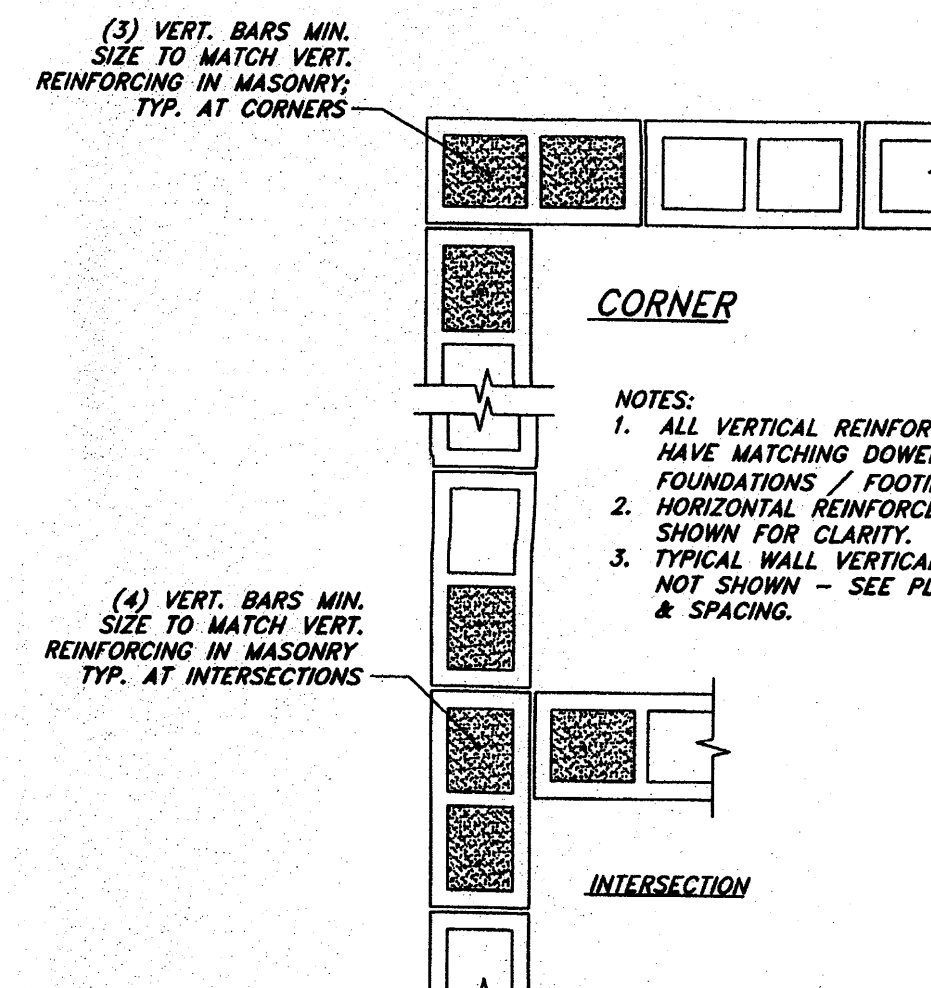 (3) VERT. BARS MIN.
SIZE TO MATCH VERT.
REINFORCING IN MASONRY;
TYP. AT CORNERS
CORNER
NOTES:
1. ALL VERTICAL REINFOR
HAVE MATCHING DOWE
FOUNDATIONS / FOOTI
2. HORIZONTAL REINFORCE
SHOWN FOR CLARITY.
3. TYPICAL WALL VERTICAL
NOT SHOWN – SEE PL
& SPACING.
(4) VERT. BARS MIN.
SIZE TO MATCH VERT.
REINFORCING IN MASONRY
TYP. AT INTERSECTIONS
INTERSECTION